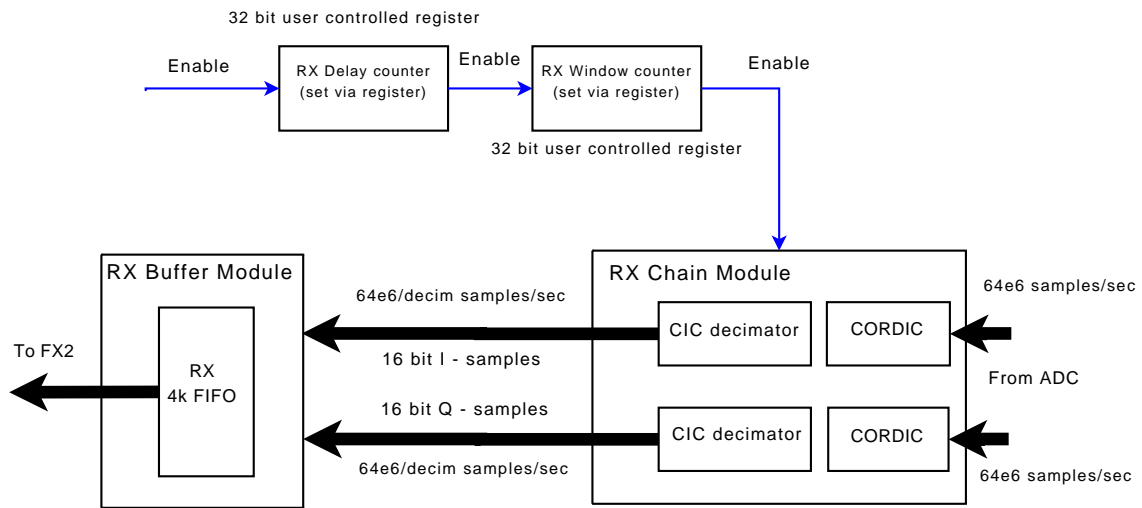 32 bit user controlled register
Enable
RX Delay counter
(set via register)
Enable
RX Window counter
(set via register)
Enable
32 bit user controlled register
RX Buffer Module
RX Chain Module
64e6/decim samples/sec
64e6 samples/sec
CIC decimator
CORDIC
To FX2
RX
4k FIFO
16 bit I - samples
From ADC
16 bit Q - samples
CIC decimator
CORDIC
64e6/decim samples/sec
64e6 samples/sec